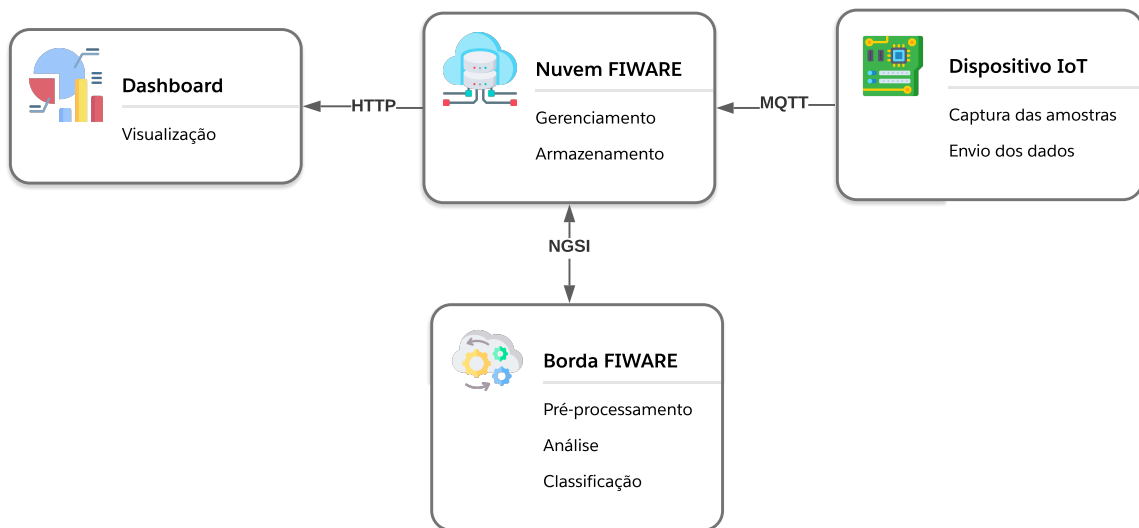 Dashboard
Visualização
HTTP
Nuvem FIWARE
Gerenciamento
Armazenamento
MQTT
Dispositivo IoT
Captura das amostras
Envio dos dados
NGSI
Borda FIWARE
Pré-processamento
Análise
Classificação